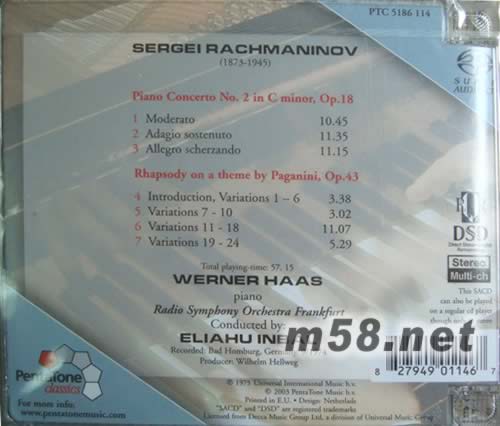 PTC 5186 114
SERGEI RACHMANINOV
(1873-1945)
Piano Concerto No. 2 in C minor, Op.18
1 Moderato 10.45
2 Adagio sostenuto 11.35
3 Allegro scherzando 11.15
Rhapsody on a theme by Paganini, Op.43
4 Introduction, Variations 1 – 6 3.38
5 Variations 7 - 10 3.02
6 Variations 11 - 18 11.07
7 Variations 19 - 24 5.29
Total playing-time: 57.15
WERNER HAAS
piano
Radio Symphony Orchestra Frankfurt
Conducted by:
ELIAHU INBAL
Recorded: Bad Homburg, Germany
Producer: Wilhelm Hellweg
m58.net
DSD
Stereo
Multi-ch
This SACD
can also be played
on a regular cd player
8 27949 01146 7
PentaTone
classics
For more info:
www.pentatonemusic.com
© 1975 Universal International Music b.v.
© 2003 PentaTone Music b.v.
Printed in E.U. • Design: Netherlads
"SACD" and "DSD" are registered trademarks
Licensed from Decca Music Group Ltd, a division of Universal Music Group